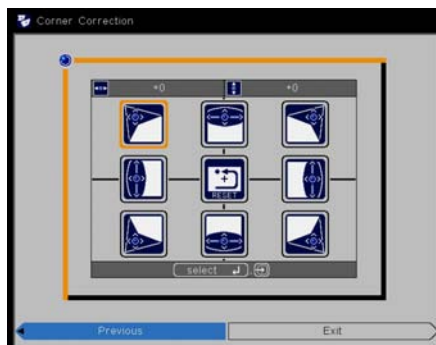 Corner Correction
+0 +0
RESET
select
Previous Exit